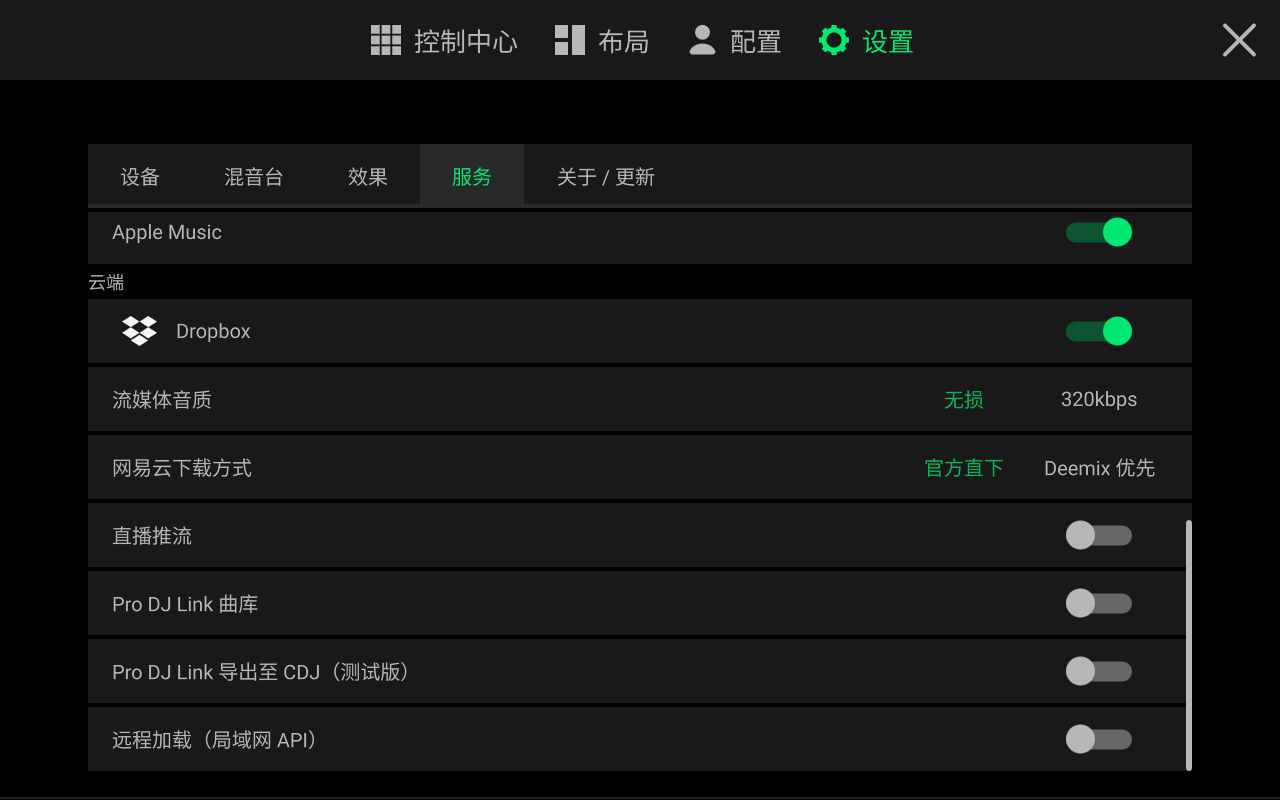 控制中心 布局 配置 设置
设备 混音台 效果 服务 关于 / 更新
Apple Music
云端
Dropbox
流媒体音质 无损 320kbps
网易云下载方式 官方直下 Deemix 优先
直播推流
Pro DJ Link 曲库
Pro DJ Link 导出至 CDJ（测试版）
远程加载（局域网 API）